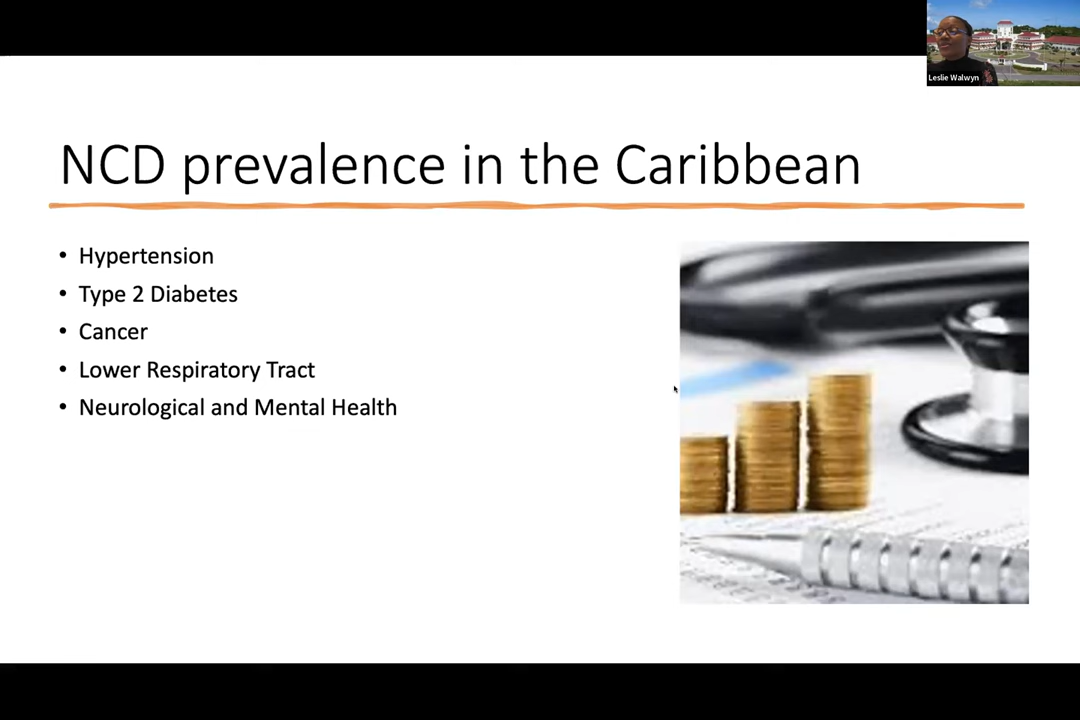 Leslie Walwyn
NCD prevalence in the Caribbean
• Hypertension
• Type 2 Diabetes
• Cancer
• Lower Respiratory Tract
• Neurological and Mental Health